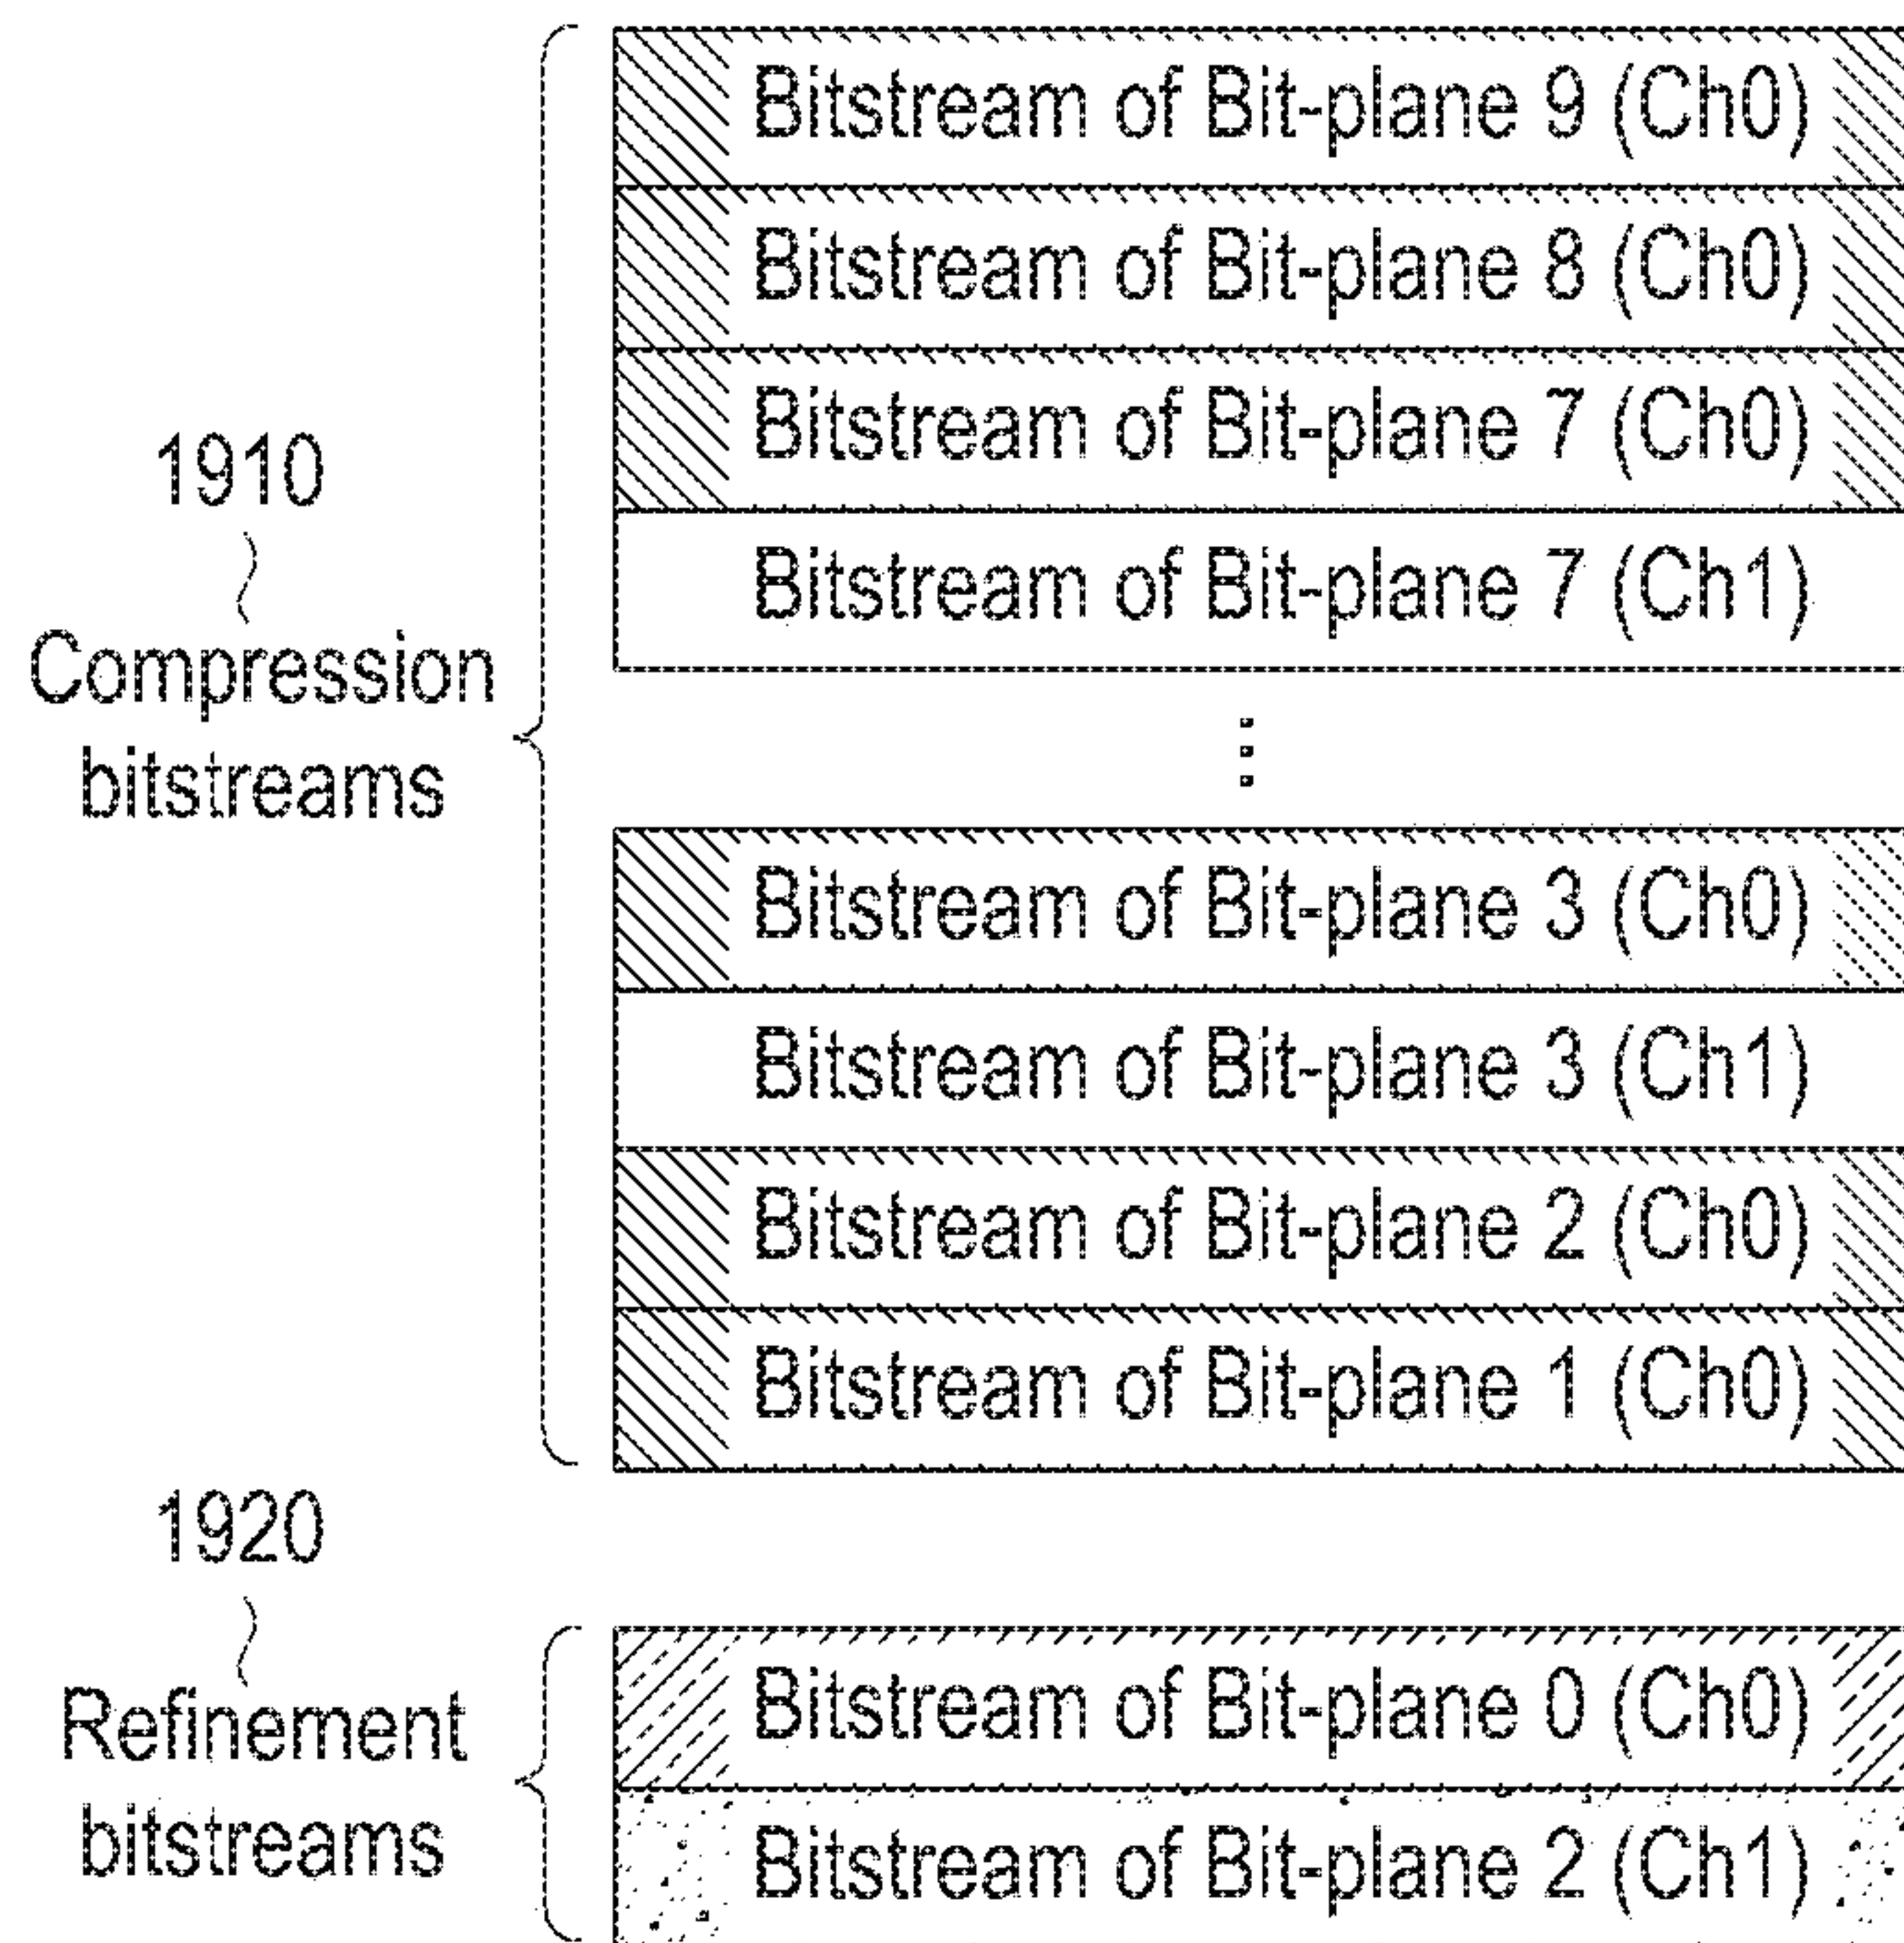 Bitstream of Bit-plane 9 (Ch0)
Bitstream of Bit-plane 8 (Ch0)
Bitstream of Bit-plane 7 (Ch0)
Bitstream of Bit-plane 7 (Ch1)
1910
Compression
bitstreams
⋮
Bitstream of Bit-plane 3 (Ch0)
Bitstream of Bit-plane 3 (Ch1)
Bitstream of Bit-plane 2 (Ch0)
Bitstream of Bit-plane 1 (Ch0)
1920
Refinement
bitstreams
Bitstream of Bit-plane 0 (Ch0)
Bitstream of Bit-plane 2 (Ch1)